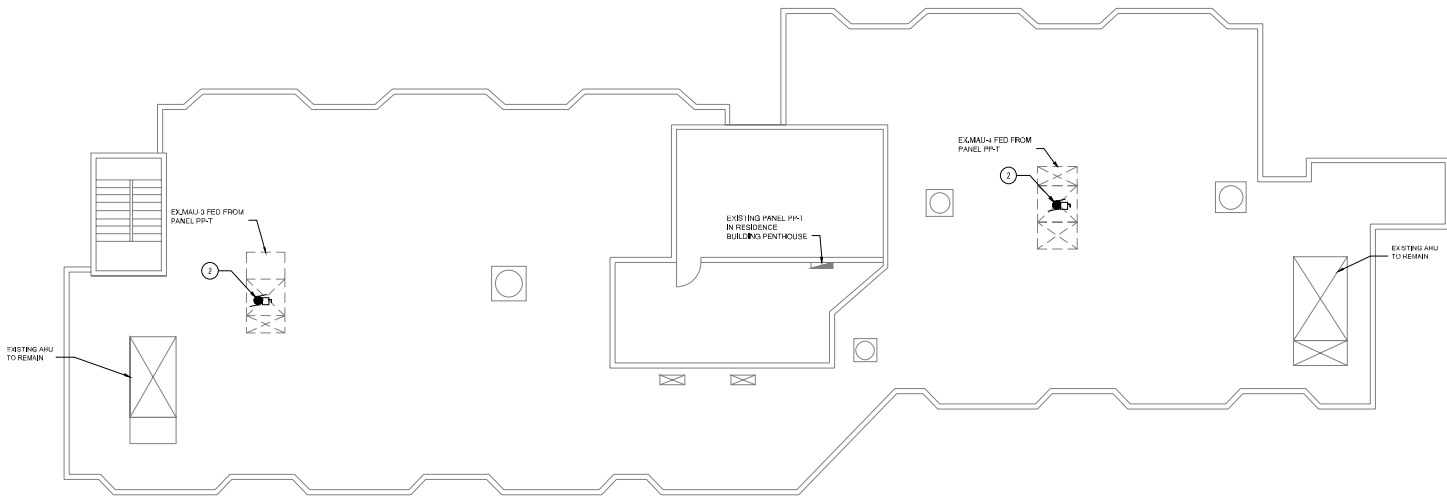 EX.MAU-4 FED FROM
PANEL PP-T
2
EX.MAU-3 FED FROM
PANEL PP-T
EXISTING PANEL PP-T
IN RESIDENCE
BUILDING PENTHOUSE
2
EXISTING AHU
TO REMAIN
EXISTING AHU
TO REMAIN